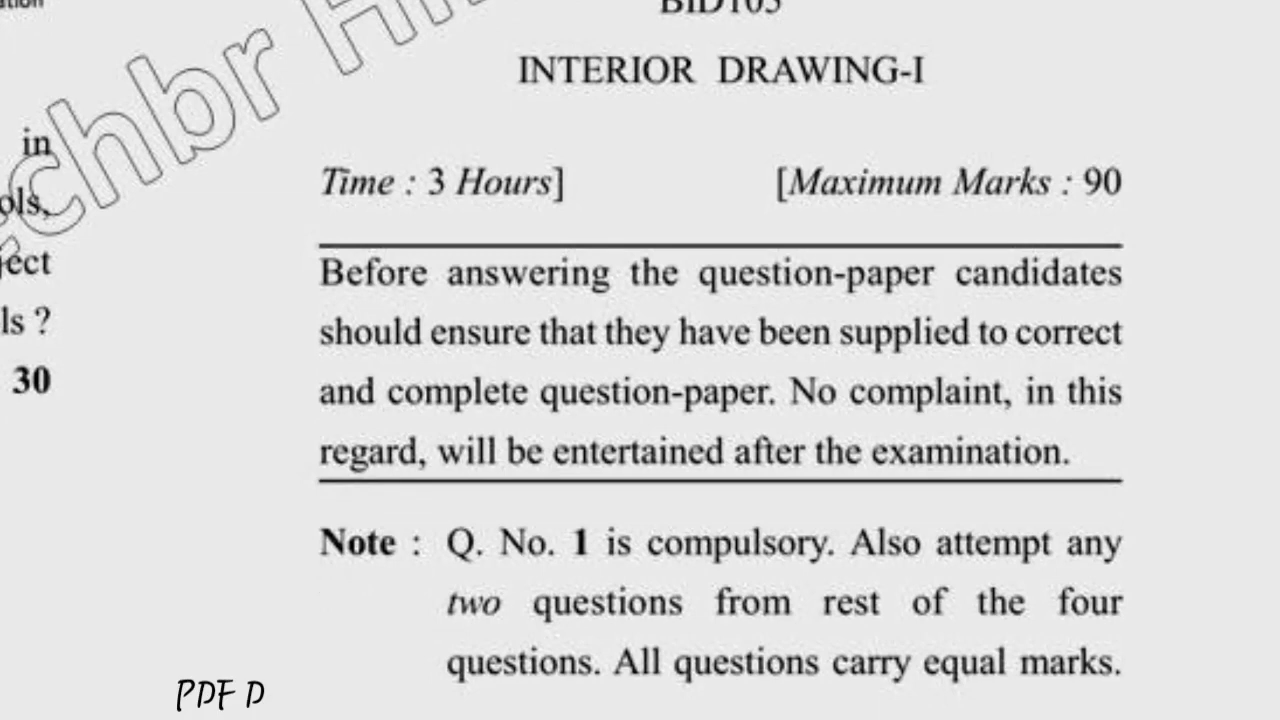 BID105
INTERIOR DRAWING-I
Time : 3 Hours]
[Maximum Marks : 90
Before answering the question-paper candidates
should ensure that they have been supplied to correct
and complete question-paper. No complaint, in this
regard, will be entertained after the examination.
Note : Q. No. 1 is compulsory. Also attempt any
two questions from rest of the four
questions. All questions carry equal marks.
in
ls ?
30
PDF D